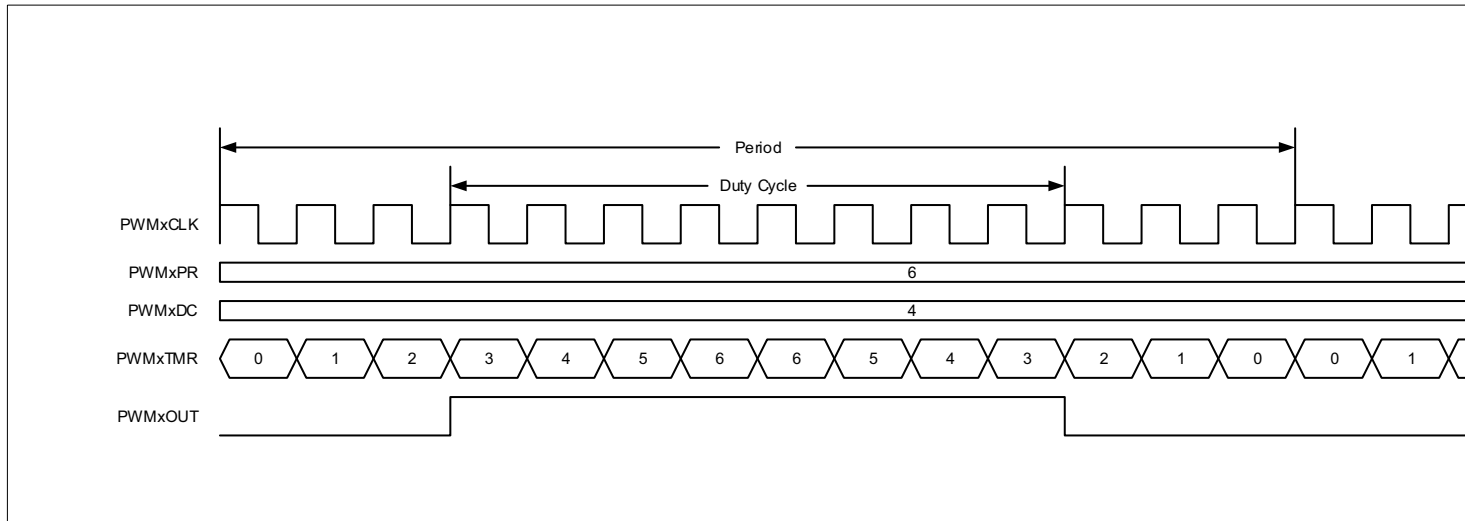 Period
Duty Cycle
PWMxCLK
PWMxPR 6
PWMxDC 4
PWMxTMR 0 1 2 3 4 5 6 6 5 4 3 2 1 0 0 1
PWMxOUT